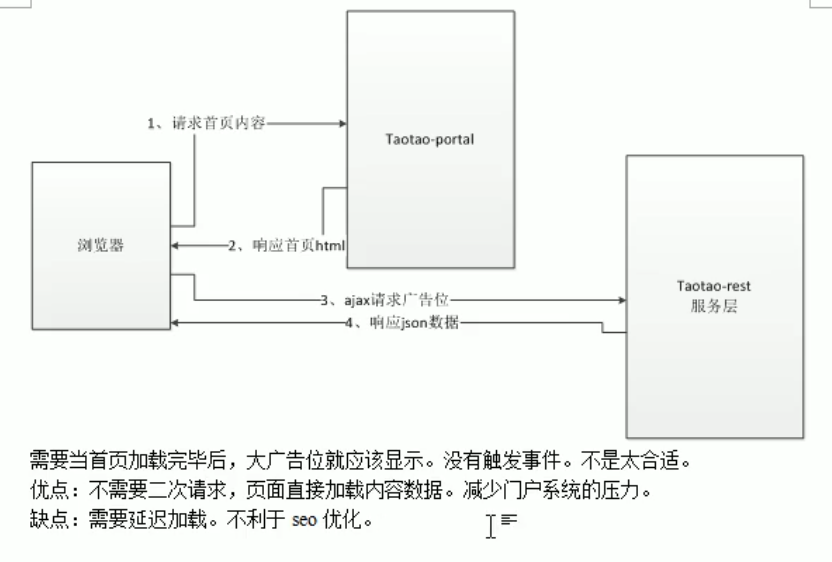 1、请求首页内容
Taotao-portal
浏览器
2、响应首页html
Taotao-rest
服务层
3、ajax请求广告位
4、响应json数据
需要当首页加载完毕后，大广告位就应该显示。没有触发事件。不是太合适。
优点：不需要二次请求，页面直接加载内容数据。减少门户系统的压力。
缺点：需要延迟加载。不利于 seo 优化。